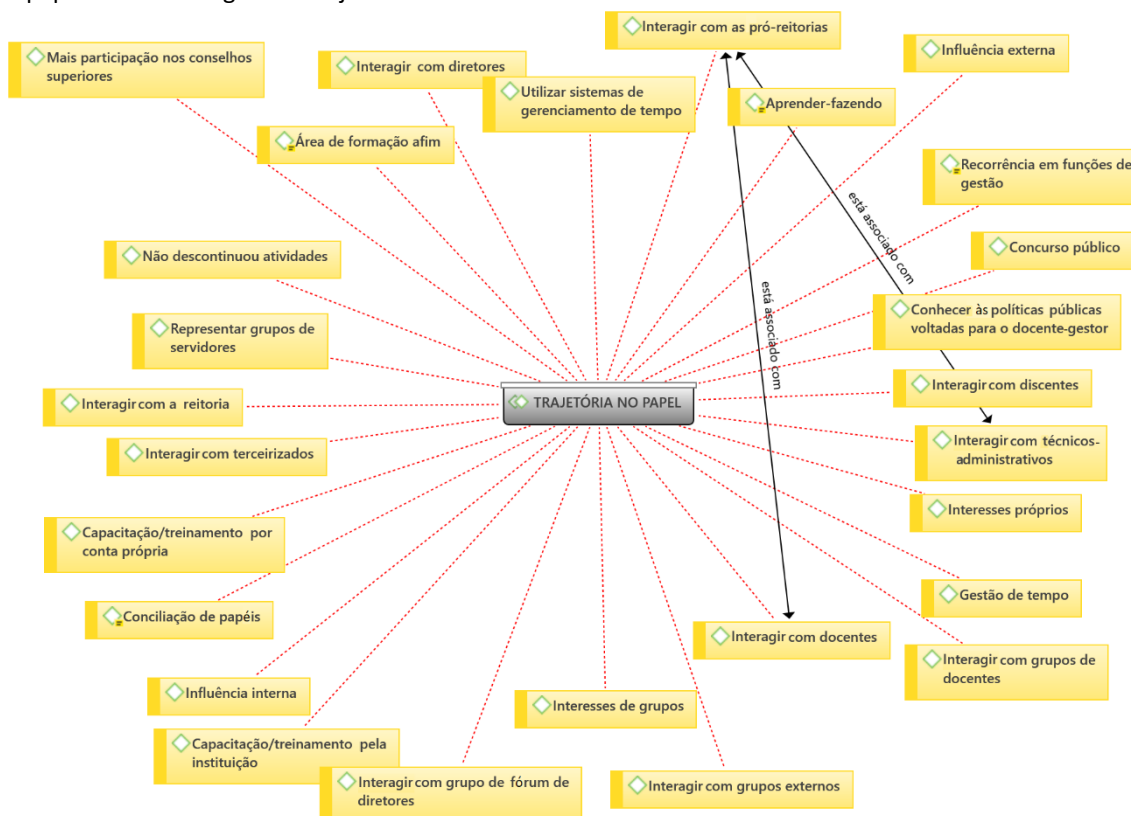 Interagir com as pró-reitorias
Mais participação nos conselhos
superiores
Interagir com diretores
Influência externa
Utilizar sistemas de
gerenciamento de tempo
Aprender-fazendo
Área de formação afim
Recorrência em funções de
gestão
está associado com
Não descontinuou atividades
Concurso público
está associado com
Conhecer às políticas públicas
voltadas para o docente-gestor
Representar grupos de
servidores
Interagir com discentes
TRAJETÓRIA NO PAPEL
Interagir com a reitoria
Interagir com técnicos-
administrativos
Interagir com terceirizados
Interesses próprios
Capacitação/treinamento por
conta própria
Gestão de tempo
Conciliação de papéis
Interagir com docentes
Interagir com grupos de
docentes
Influência interna
Interesses de grupos
Capacitação/treinamento pela
instituição
Interagir com grupo de fórum de
diretores
Interagir com grupos externos